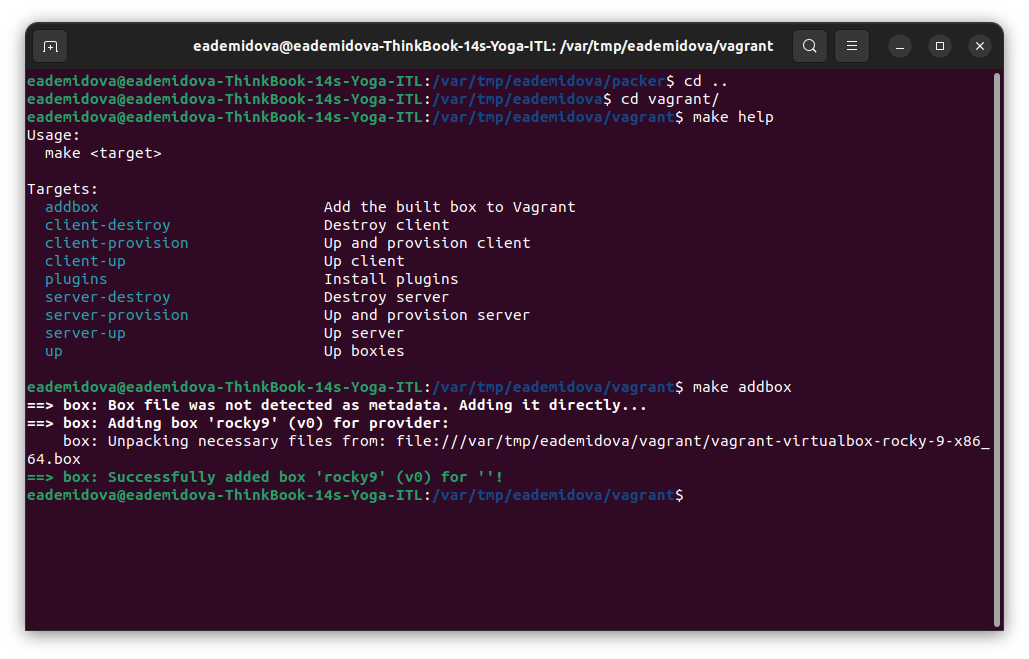 eademidova@eademidova-ThinkBook-14s-Yoga-ITL: /var/tmp/eademidova/vagrant
eademidova@eademidova-ThinkBook-14s-Yoga-ITL:/var/tmp/eademidova/packer$ cd ..
eademidova@eademidova-ThinkBook-14s-Yoga-ITL:/var/tmp/eademidova$ cd vagrant/
eademidova@eademidova-ThinkBook-14s-Yoga-ITL:/var/tmp/eademidova/vagrant$ make help
Usage:
  make <target>

Targets:
  addbox                         Add the built box to Vagrant
  client-destroy                 Destroy client
  client-provision               Up and provision client
  client-up                      Up client
  plugins                        Install plugins
  server-destroy                 Destroy server
  server-provision               Up and provision server
  server-up                      Up server
  up                             Up boxies

eademidova@eademidova-ThinkBook-14s-Yoga-ITL:/var/tmp/eademidova/vagrant$ make addbox
==> box: Box file was not detected as metadata. Adding it directly...
==> box: Adding box 'rocky9' (v0) for provider:
    box: Unpacking necessary files from: file:///var/tmp/eademidova/vagrant/vagrant-virtualbox-rocky-9-x86_
64.box
==> box: Successfully added box 'rocky9' (v0) for ''!
eademidova@eademidova-ThinkBook-14s-Yoga-ITL:/var/tmp/eademidova/vagrant$